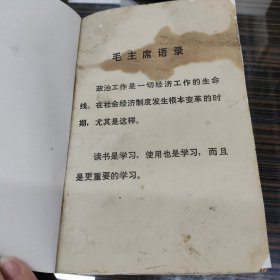 毛主席语录
政治工作是一切经济工作的生命
线。在社会经济制度发生根本变革的时
期，尤其是这样。
读书是学习，使用也是学习，而且
是更重要的学习。